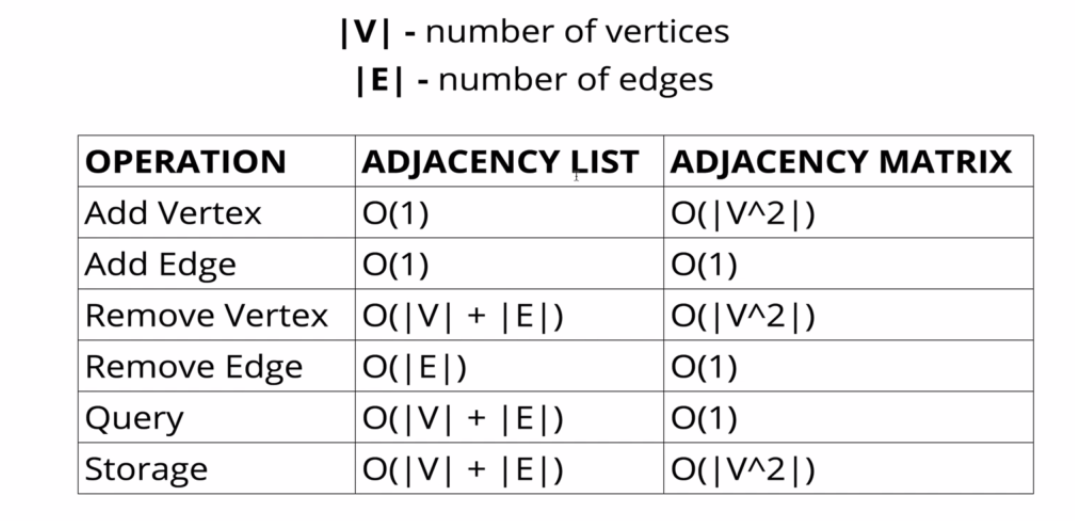 |V| - number of vertices
|E| - number of edges
OPERATION ADJACENCY LIST ADJACENCY MATRIX
Add Vertex O(1) O(|V^2|)
Add Edge O(1) O(1)
Remove Vertex O(|V| + |E|) O(|V^2|)
Remove Edge O(|E|) O(1)
Query O(|V| + |E|) O(1)
Storage O(|V| + |E|) O(|V^2|)